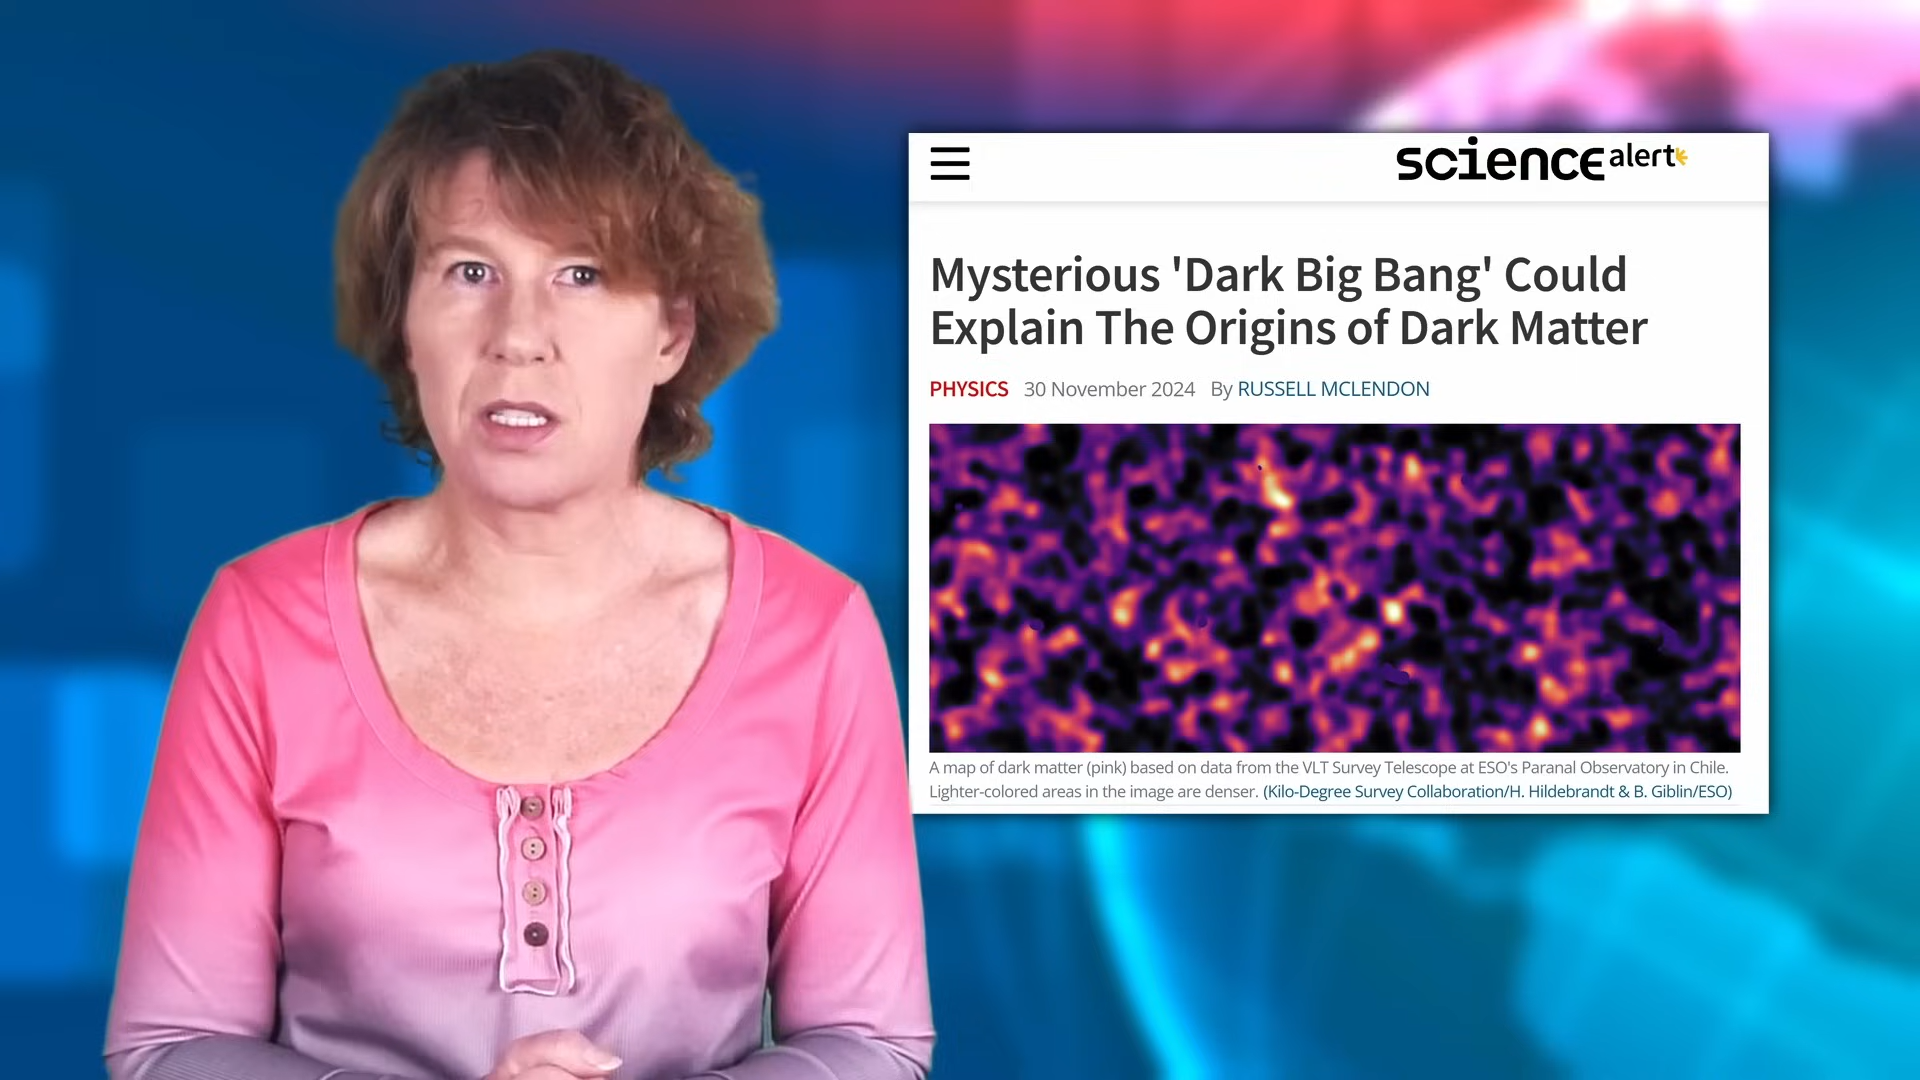 science alert
Mysterious 'Dark Big Bang' Could
Explain The Origins of Dark Matter
PHYSICS 30 November 2024 By RUSSELL MCLENDON
A map of dark matter (pink) based on data from the VLT Survey Telescope at ESO's Paranal Observatory in Chile.
Lighter-colored areas in the image are denser. (Kilo-Degree Survey Collaboration/H. Hildebrandt & B. Giblin/ESO)